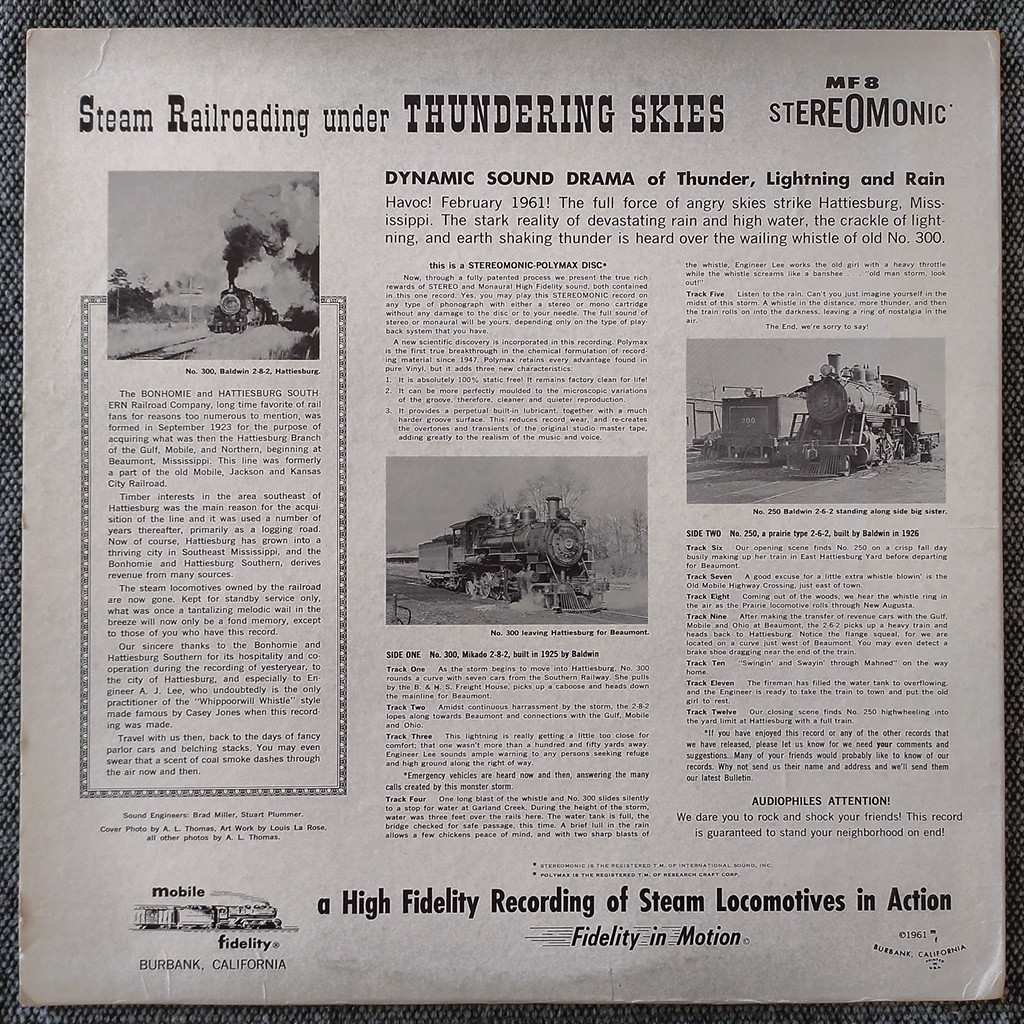 Steam Railroading under THUNDERING SKIES
MF8
STEREOMONIC*
DYNAMIC SOUND DRAMA of Thunder, Lightning and Rain
Havoc! February 1961! The full force of angry skies strike Hattiesburg, Miss-
issippi. The stark reality of devastating rain and high water, the crackle of light-
ning, and earth shaking thunder is heard over the wailing whistle of old No. 300.
No. 300, Baldwin 2-8-2, Hattiesburg.
The BONHOMIE and HATTIESBURG SOUTH-
ERN Railroad Company, long time favorite of rail
fans for reasons too numerous to mention, was
formed in September 1923 for the purpose of
acquiring what was then the Hattiesburg Branch
of the Gulf, Mobile, and Northern, beginning at
Beaumont, Mississippi. This line was formerly
a part of the old Mobile, Jackson and Kansas
City Railroad.
Timber interests in the area southeast of
Hattiesburg was the main reason for the acqui-
sition of the line and it was used a number of
years thereafter, primarily as a logging road.
Now of course, Hattiesburg has grown into a
thriving city in Southeast Mississippi, and the
Bonhomie and Hattiesburg Southern, derives
revenue from many sources.
The steam locomotives owned by the railroad
are now gone. Kept for standby service only,
what was once a tantalizing melodic wail in the
breeze will now only be a fond memory, except
to those of you who have this record.
Our sincere thanks to the Bonhomie and
Hattiesburg Southern for its hospitality and co-
operation during the recording of yesteryear, to
the city of Hattiesburg, and especially to En-
gineer A. J. Lee, who undoubtedly is the only
practitioner of the "Whippoorwill Whistle" style
made famous by Casey Jones when this record-
ing was made.
Travel with us then, back to the days of fancy
parlor cars and belching stacks. You may even
swear that a scent of coal smoke dashes through
the air now and then.
Sound Engineers: Brad Miller, Stuart Plummer.
Cover Photo by A. L. Thomas, Art Work by Louis La Rose,
all other photos by A. L. Thomas.
this is a STEREOMONIC-POLYMAX DISC*
Now, through a fully patented process we present the true rich
rewards of STEREO and Monaural High Fidelity sound, both contained
in this one record. Yes, you may play this STEREOMONIC record on
any type of phonograph with either a stereo or mono cartridge
without any damage to the disc or to your needle. The full sound of
stereo or monaural will be yours, depending only on the type of play-
back system that you have.
A new scientific discovery is incorporated in this recording. Polymax
is the first true breakthrough in the chemical formulation of record-
ing material since 1947. Polymax retains every advantage found in
pure Vinyl, but it adds three new characteristics:
1. It is absolutely 100% static free! It remains factory clean for life!
2. It can be more perfectly moulded to the microscopic variations
of the groove, therefore, cleaner and quieter reproduction.
3. It provides a perpetual built-in lubricant, together with a much
harder groove surface. This reduces record wear, and re-creates
the overtones and transients of the original studio master tape,
adding greatly to the realism of the music and voice.
No. 300 leaving Hattiesburg for Beaumont.
SIDE ONE No. 300, Mikado 2-8-2, built in 1925 by Baldwin
Track One As the storm begins to move into Hattiesburg, No. 300
rounds a curve with seven cars from the Southern Railway. She pulls
by the B. & H. S. Freight House, picks up a caboose and heads down
the mainline for Beaumont.
Track Two Amidst continuous harrassment by the storm, the 2-8-2
lopes along towards Beaumont and connections with the Gulf, Mobile
and Ohio.
Track Three This lightning is really getting a little too close for
comfort; that one wasn't more than a hundred and fifty yards away.
Engineer Lee sounds ample warning to any persons seeking refuge
and high ground along the right of way.
*Emergency vehicles are heard now and then, answering the many
calls created by this monster storm.
Track Four One long blast of the whistle and No. 300 slides silently
to a stop for water at Garland Creek. During the height of the storm,
water was three feet over the rails here. The water tank is full, the
bridge checked for safe passage, this time. A brief lull in the rain
allows a few chickens peace of mind, and with two sharp blasts of
the whistle, Engineer Lee works the old girl with a heavy throttle
while the whistle screams like a banshee . . . "old man storm, look
out!"
Track Five Listen to the rain. Can't you just imagine yourself in the
midst of this storm. A whistle in the distance, more thunder, and then
the train rolls on into the darkness, leaving a ring of nostalgia in the
air.
The End, we're sorry to say!
300
No. 250 Baldwin 2-6-2 standing along side big sister.
SIDE TWO No. 250, a prairie type 2-6-2, built by Baldwin in 1926
Track Six Our opening scene finds No. 250 on a crisp fall day
busily making up her train in East Hattiesburg Yard before departing
for Beaumont.
Track Seven A good excuse for a little extra whistle blowin' is the
Old Mobile Highway Crossing, just east of town.
Track Eight Coming out of the woods, we hear the whistle ring in
the air as the Prairie locomotive rolls through New Augusta.
Track Nine After making the transfer of revenue cars with the Gulf,
Mobile and Ohio at Beaumont, the 2-6-2 picks up a heavy train and
heads back to Hattiesburg. Notice the flange squeal, for we are
located on a curve just west of Beaumont. You may even detect a
brake shoe dragging near the end of the train.
Track Ten "Swingin' and Swayin' through Mahned" on the way
home.
Track Eleven The fireman has filled the water tank to overflowing,
and the Engineer is ready to take the train to town and put the old
girl to rest.
Track Twelve Our closing scene finds No. 250 highwheeling into
the yard limit at Hattiesburg with a full train.
*If you have enjoyed this record or any of the other records that
we have released, please let us know for we need your comments and
suggestions. Many of your friends would probably like to know of our
records. Why not send us their name and address and we'll send them
our latest Bulletin.
AUDIOPHILES ATTENTION!
We dare you to rock and shock your friends! This record
is guaranteed to stand your neighborhood on end!
* STEREOMONIC IS THE REGISTERED T.M. OF INTERNATIONAL SOUND, INC.
* POLYMAX IS THE REGISTERED T.M. OF RESEARCH CRAFT CORP.
mobile
fidelity®
BURBANK, CALIFORNIA
a High Fidelity Recording of Steam Locomotives in Action
Fidelity in Motion©
©1961 m f
BURBANK, CALIFORNIA
PRINTED
IN
U.S.A.